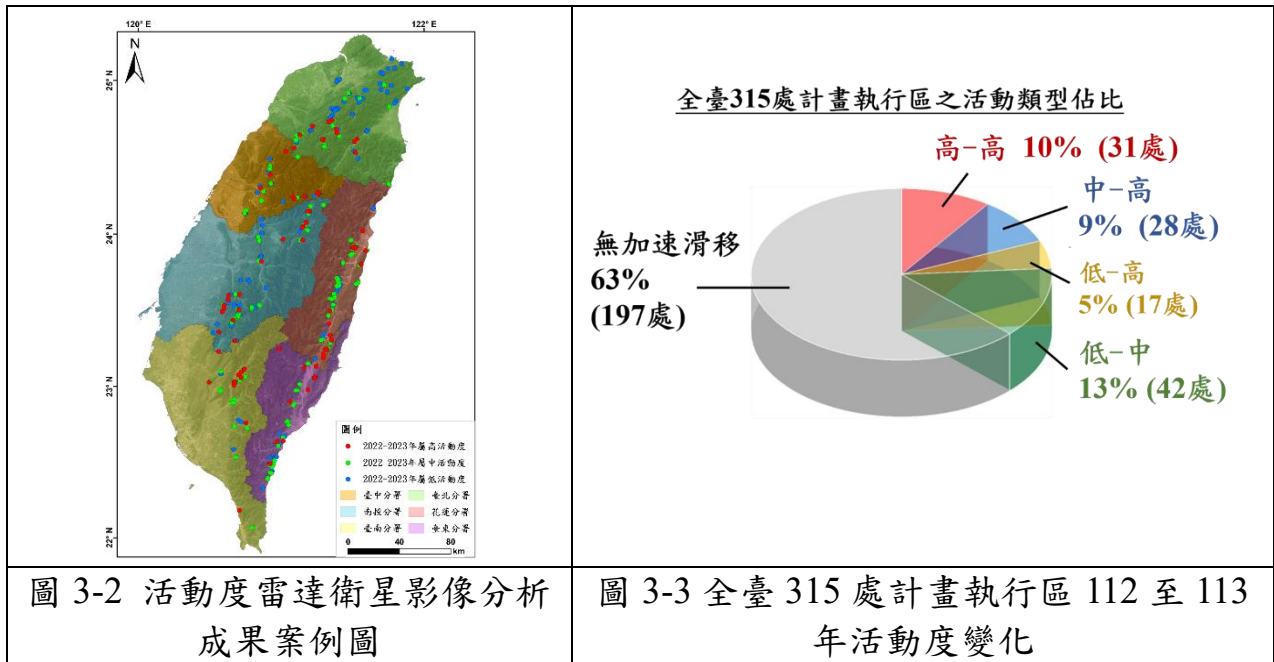 120° E
122° E
N
25° N
24° N
23° N
22° N
圖例
2022-2023年屬高活動度
2022-2023年屬中活動度
2022-2023年屬低活動度
臺中分署
臺北分署
南投分署
花蓮分署
臺南分署
臺東分署
0 40 80
km
全臺315處計畫執行區之活動類型佔比
高-高 10% (31處)
中-高
9% (28處)
低-高
5% (17處)
低-中
13% (42處)
無加速滑移
63%
(197處)
圖 3-2 活動度雷達衛星影像分析
成果案例圖
圖 3-3 全臺 315 處計畫執行區 112 至 113
年活動度變化